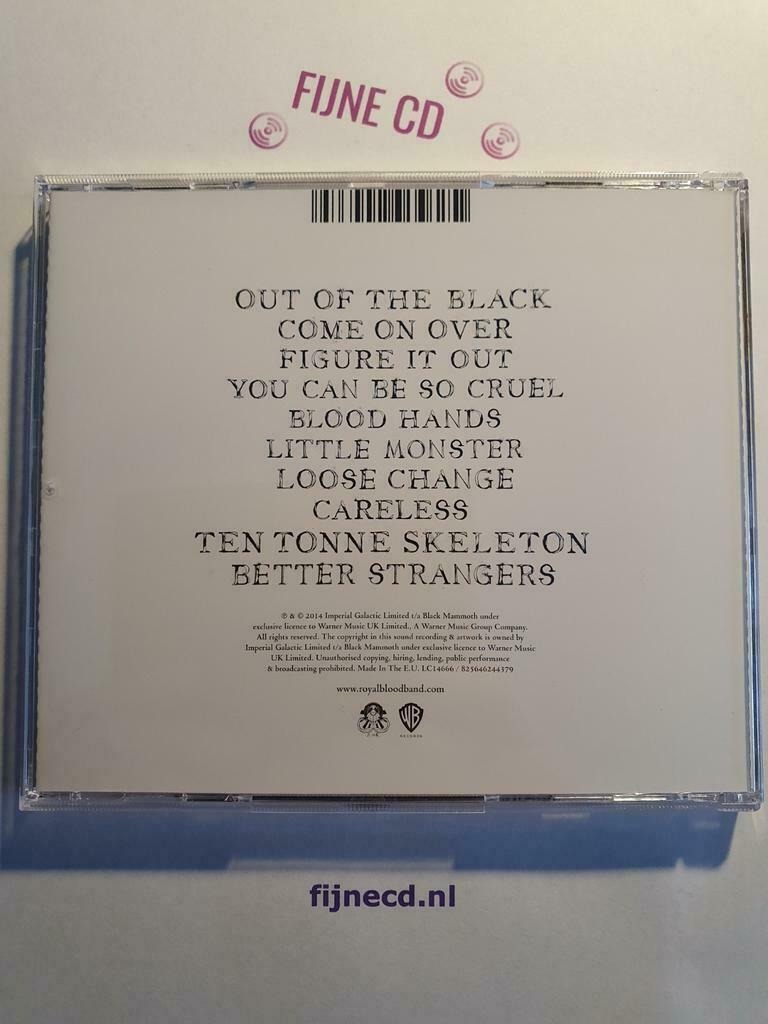 FIJNE CD
OUT OF THE BLACK
COME ON OVER
FIGURE IT OUT
YOU CAN BE SO CRUEL
BLOOD HANDS
LITTLE MONSTER
LOOSE CHANGE
CARELESS
TEN TONNE SKELETON
BETTER STRANGERS
℗ & © 2014 Imperial Galactic Limited t/a Black Mammoth under
exclusive licence to Warner Music UK Limited., A Warner Music Group Company.
All rights reserved. The copyright in this sound recording & artwork is owned by
Imperial Galactic Limited t/a Black Mammoth under exclusive licence to Warner Music
UK Limited. Unauthorised copying, hiring, lending, public performance
& broadcasting prohibited. Made In The E.U. LC14666 / 825646244379
www.royalbloodband.com
WB
RECORDS
fijnecd.nl